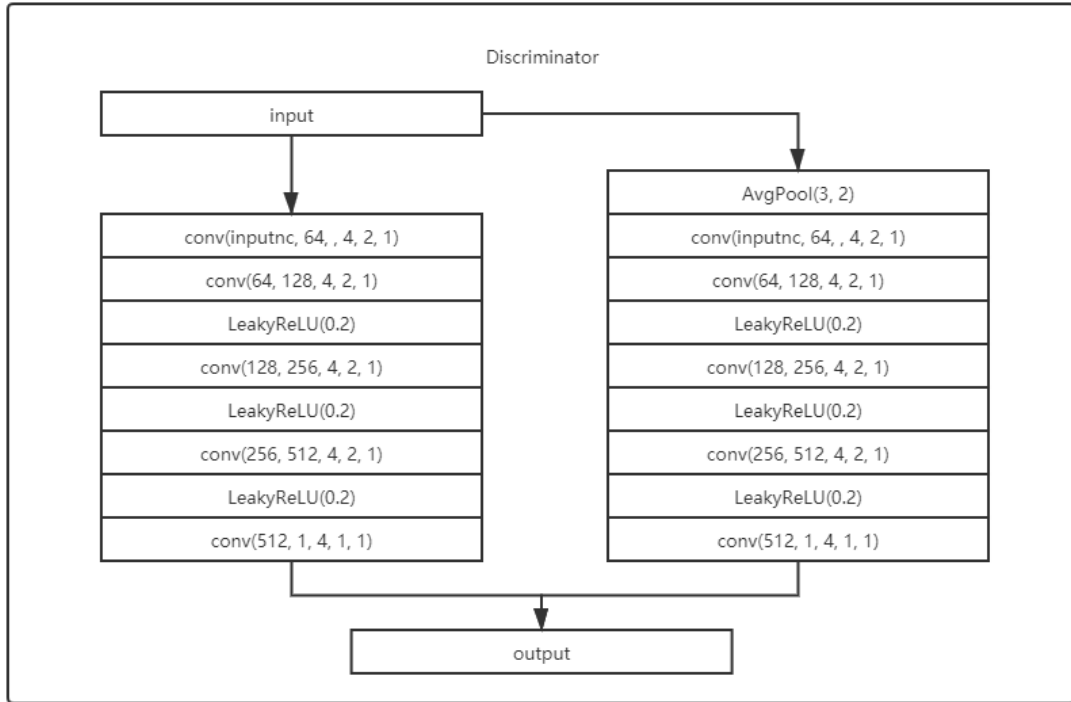 Discriminator
input
conv(inputnc, 64, , 4, 2, 1)
conv(64, 128, 4, 2, 1)
LeakyReLU(0.2)
conv(128, 256, 4, 2, 1)
LeakyReLU(0.2)
conv(256, 512, 4, 2, 1)
LeakyReLU(0.2)
conv(512, 1, 4, 1, 1)
AvgPool(3, 2)
conv(inputnc, 64, , 4, 2, 1)
conv(64, 128, 4, 2, 1)
LeakyReLU(0.2)
conv(128, 256, 4, 2, 1)
LeakyReLU(0.2)
conv(256, 512, 4, 2, 1)
LeakyReLU(0.2)
conv(512, 1, 4, 1, 1)
output